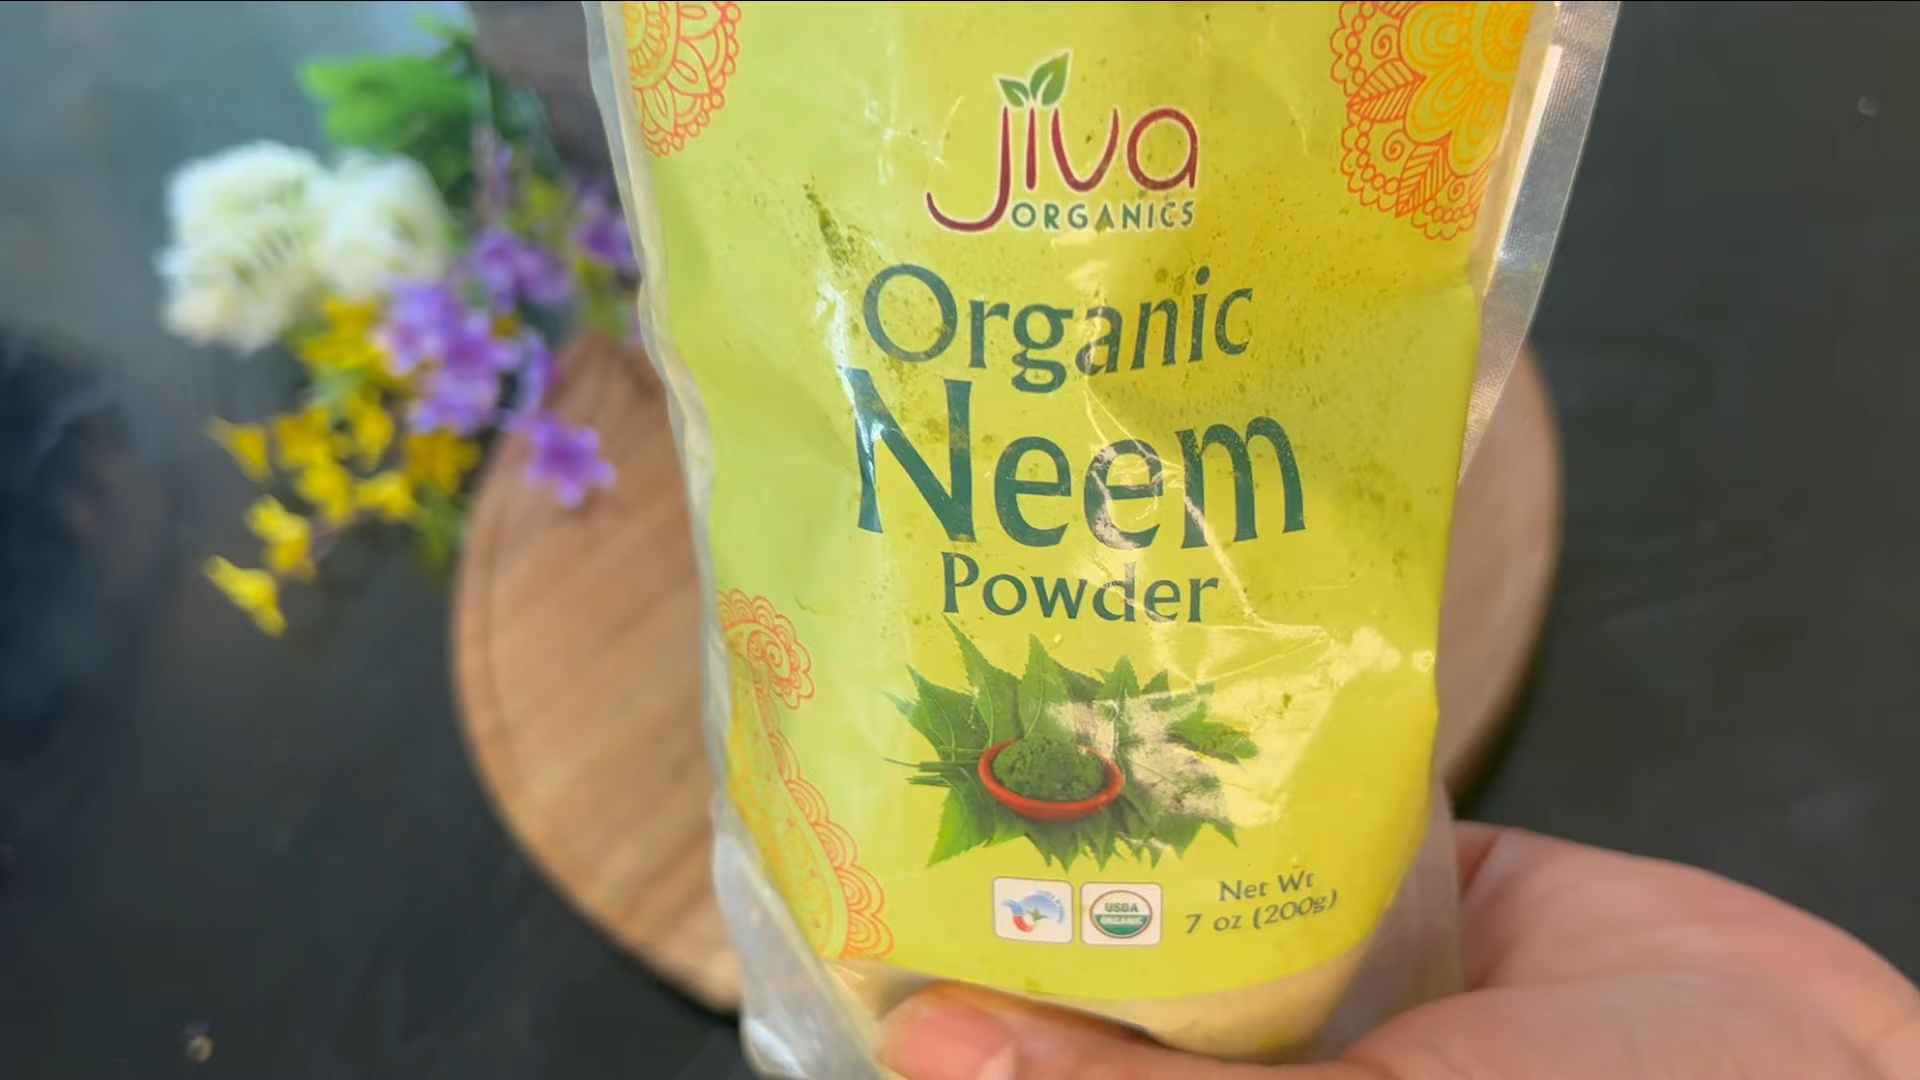 jiva
ORGANICS
Organic
Neem
Powder
USDA
ORGANIC
Net Wt
7 oz (200g)